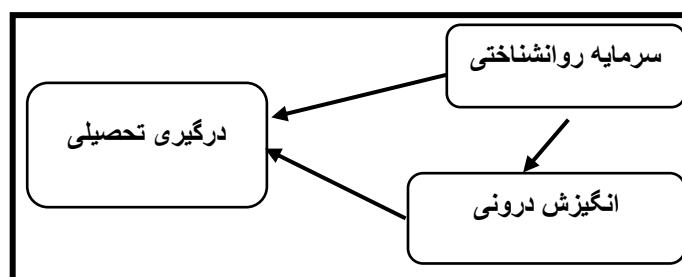 سرمایه روانشناختی
درگیری تحصیلی
انگیزش درونی